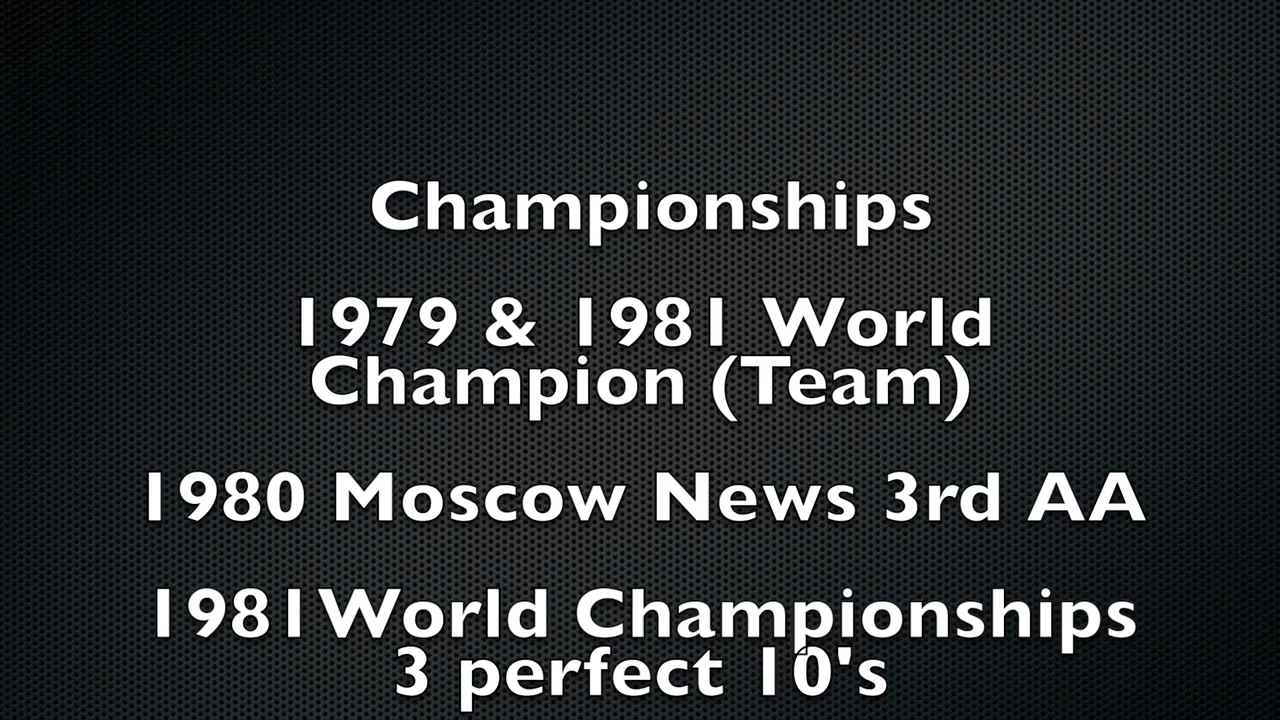 Championships
1979 & 1981 World
Champion (Team)
1980 Moscow News 3rd AA
1981World Championships
3 perfect 10's